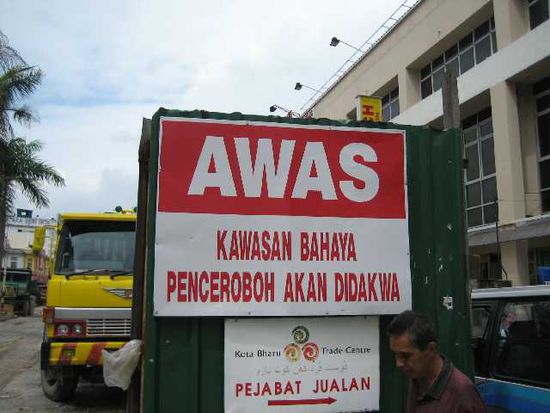 AWAS
KAWASAN BAHAYA
PENCEROBOH AKAN DIDAKWA
Kota Bharu Trade Centre
PEJABAT JUALAN